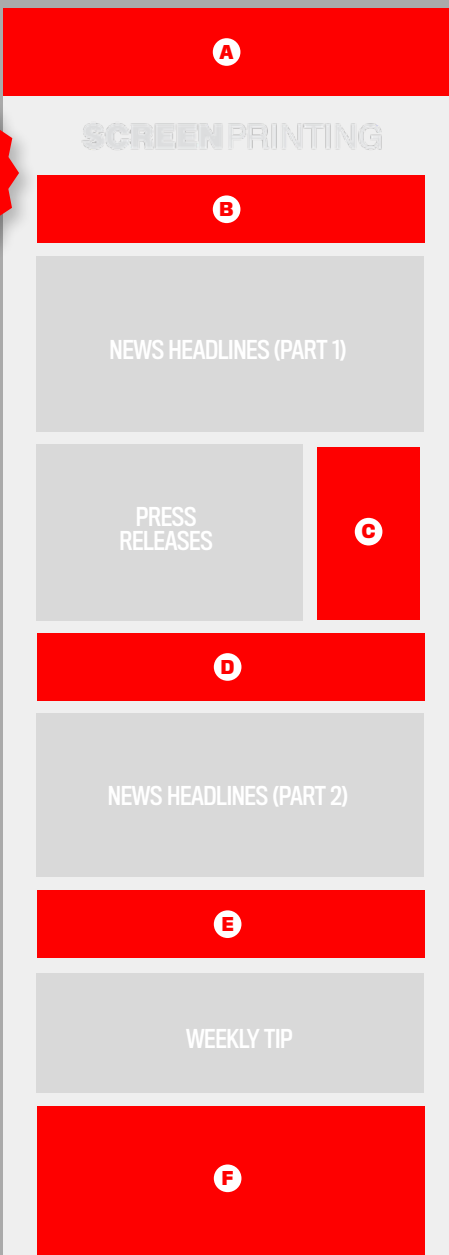 A
SCREENPRINTING
B
NEWS HEADLINES (PART 1)
PRESS
RELEASES
C
D
NEWS HEADLINES (PART 2)
E
WEEKLY TIP
F